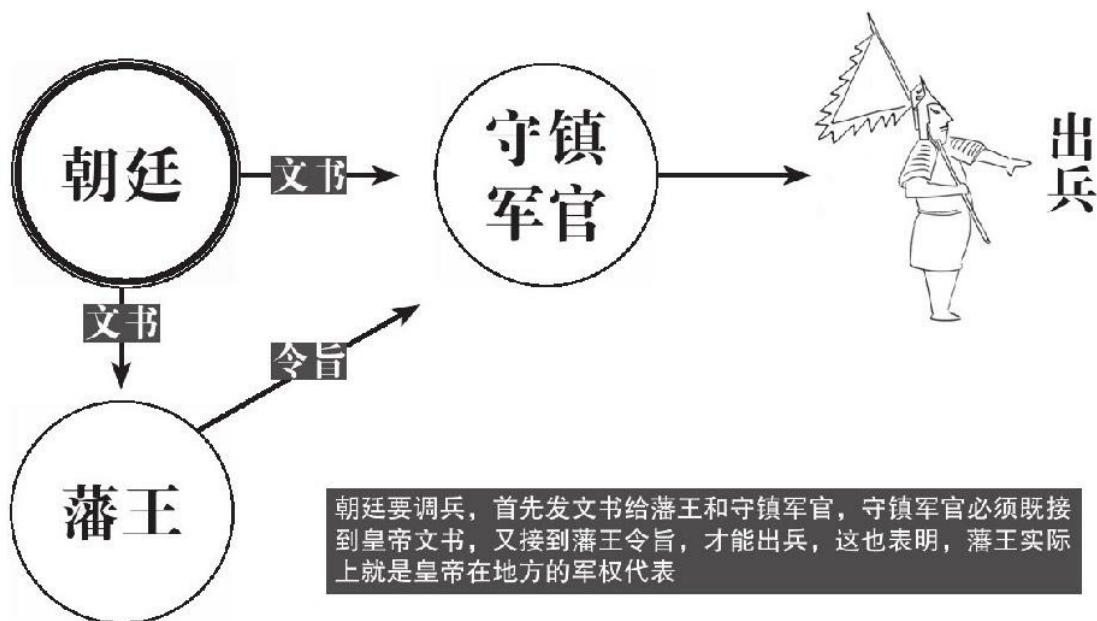 朝廷
文书
守镇
军官
出兵
文书
令旨
藩王
朝廷要调兵，首先发文书给藩王和守镇军官，守镇军官必须既接
到皇帝文书，又接到藩王令旨，才能出兵，这也表明，藩王实际
上就是皇帝在地方的军权代表